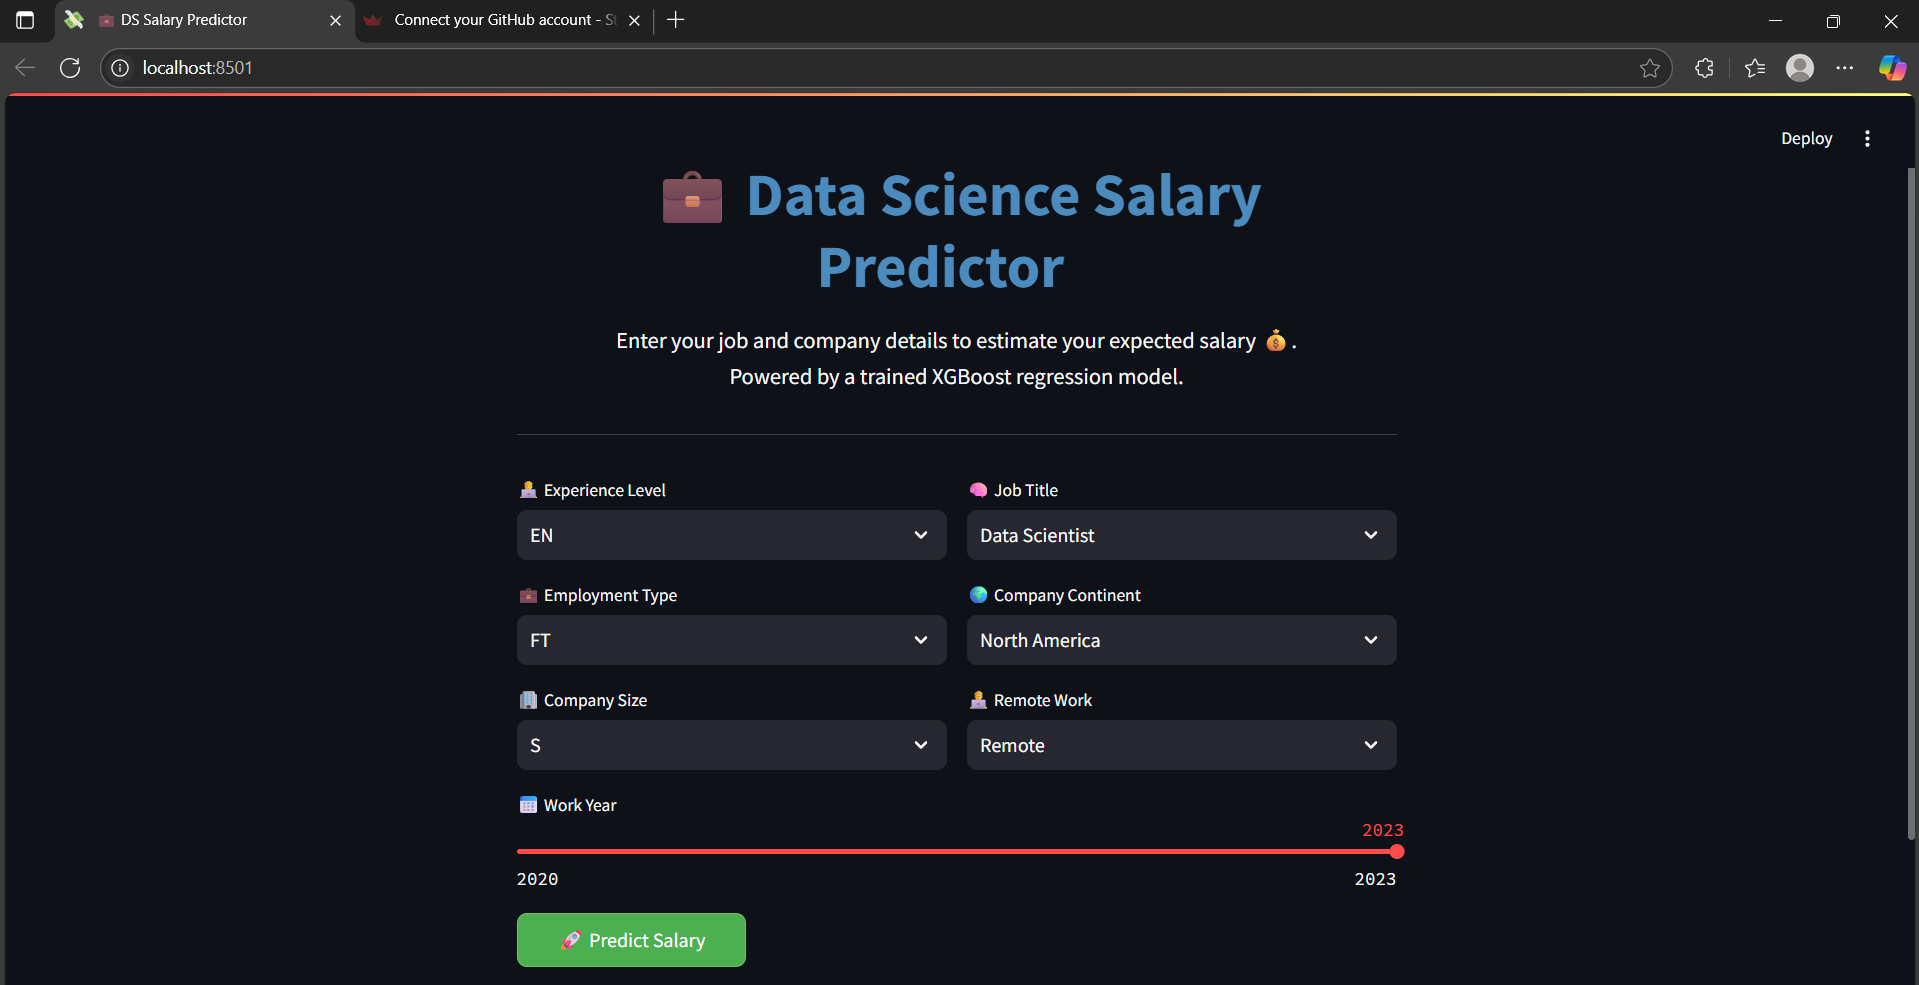 DS Salary Predictor
Connect your GitHub account - St
localhost:8501
Deploy
Data Science Salary
Predictor
Enter your job and company details to estimate your expected salary 💰.
Powered by a trained XGBoost regression model.
Experience Level
Job Title
EN
Data Scientist
Employment Type
Company Continent
FT
North America
Company Size
Remote Work
S
Remote
Work Year
2023
2020
2023
🚀 Predict Salary